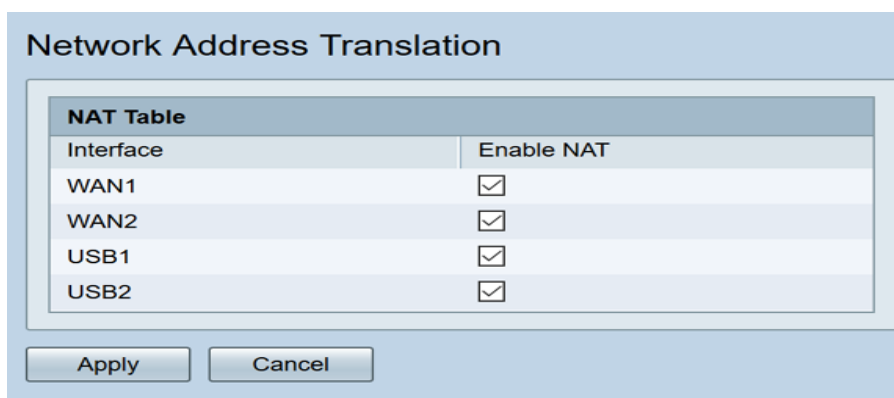 Network Address Translation
NAT Table
Interface Enable NAT
WAN1
WAN2
USB1
USB2
Apply Cancel